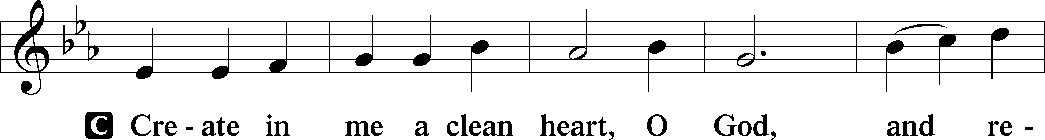 C Cre - ate in me a clean heart, O God, and re -